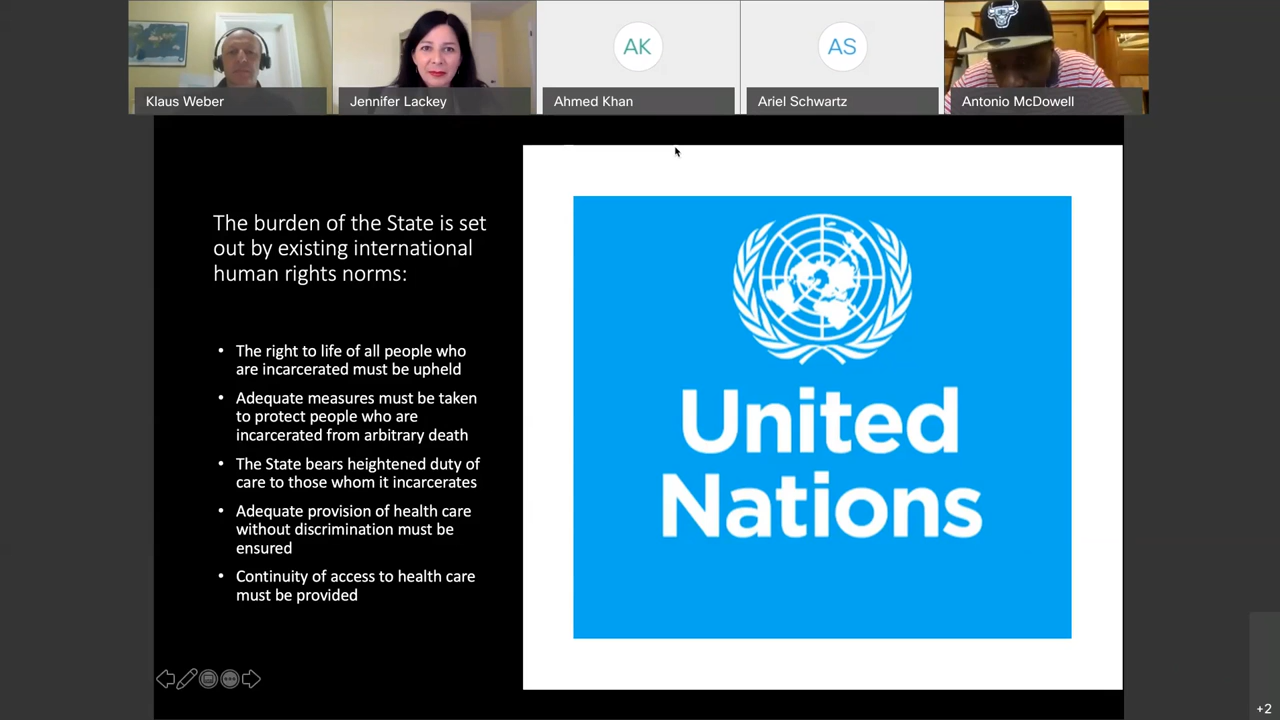 AK
AS
Klaus Weber
Jennifer Lackey
Ahmed Khan
Ariel Schwartz
Antonio McDowell
The burden of the State is set
out by existing international
human rights norms:
• The right to life of all people who
are incarcerated must be upheld
• Adequate measures must be taken
to protect people who are
incarcerated from arbitrary death
• The State bears heightened duty of
care to those whom it incarcerates
• Adequate provision of health care
without discrimination must be
ensured
• Continuity of access to health care
must be provided
United
Nations
+2